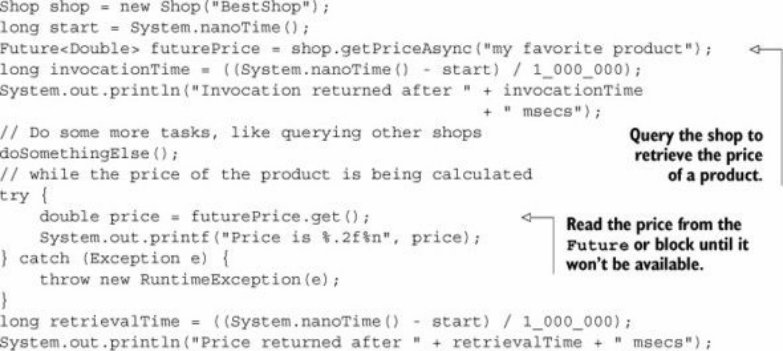 Shop shop = new Shop("BestShop");
long start = System.nanoTime();
Future<Double> futurePrice = shop.getPriceAsync("my favorite product");
long invocationTime = ((System.nanoTime() - start) / 1_000_000);
System.out.println("Invocation returned after " + invocationTime
+ " msecs");
// Do some more tasks, like querying other shops
doSomethingElse();
// while the price of the product is being calculated
try {
double price = futurePrice.get();
System.out.printf("Price is %.2f%n", price);
} catch (Exception e) {
throw new RuntimeException(e);
}
long retrievalTime = ((System.nanoTime() - start) / 1_000_000);
System.out.println("Price returned after " + retrievalTime + " msecs");
Query the shop to
retrieve the price
of a product.
Read the price from the
Future or block until it
won't be available.